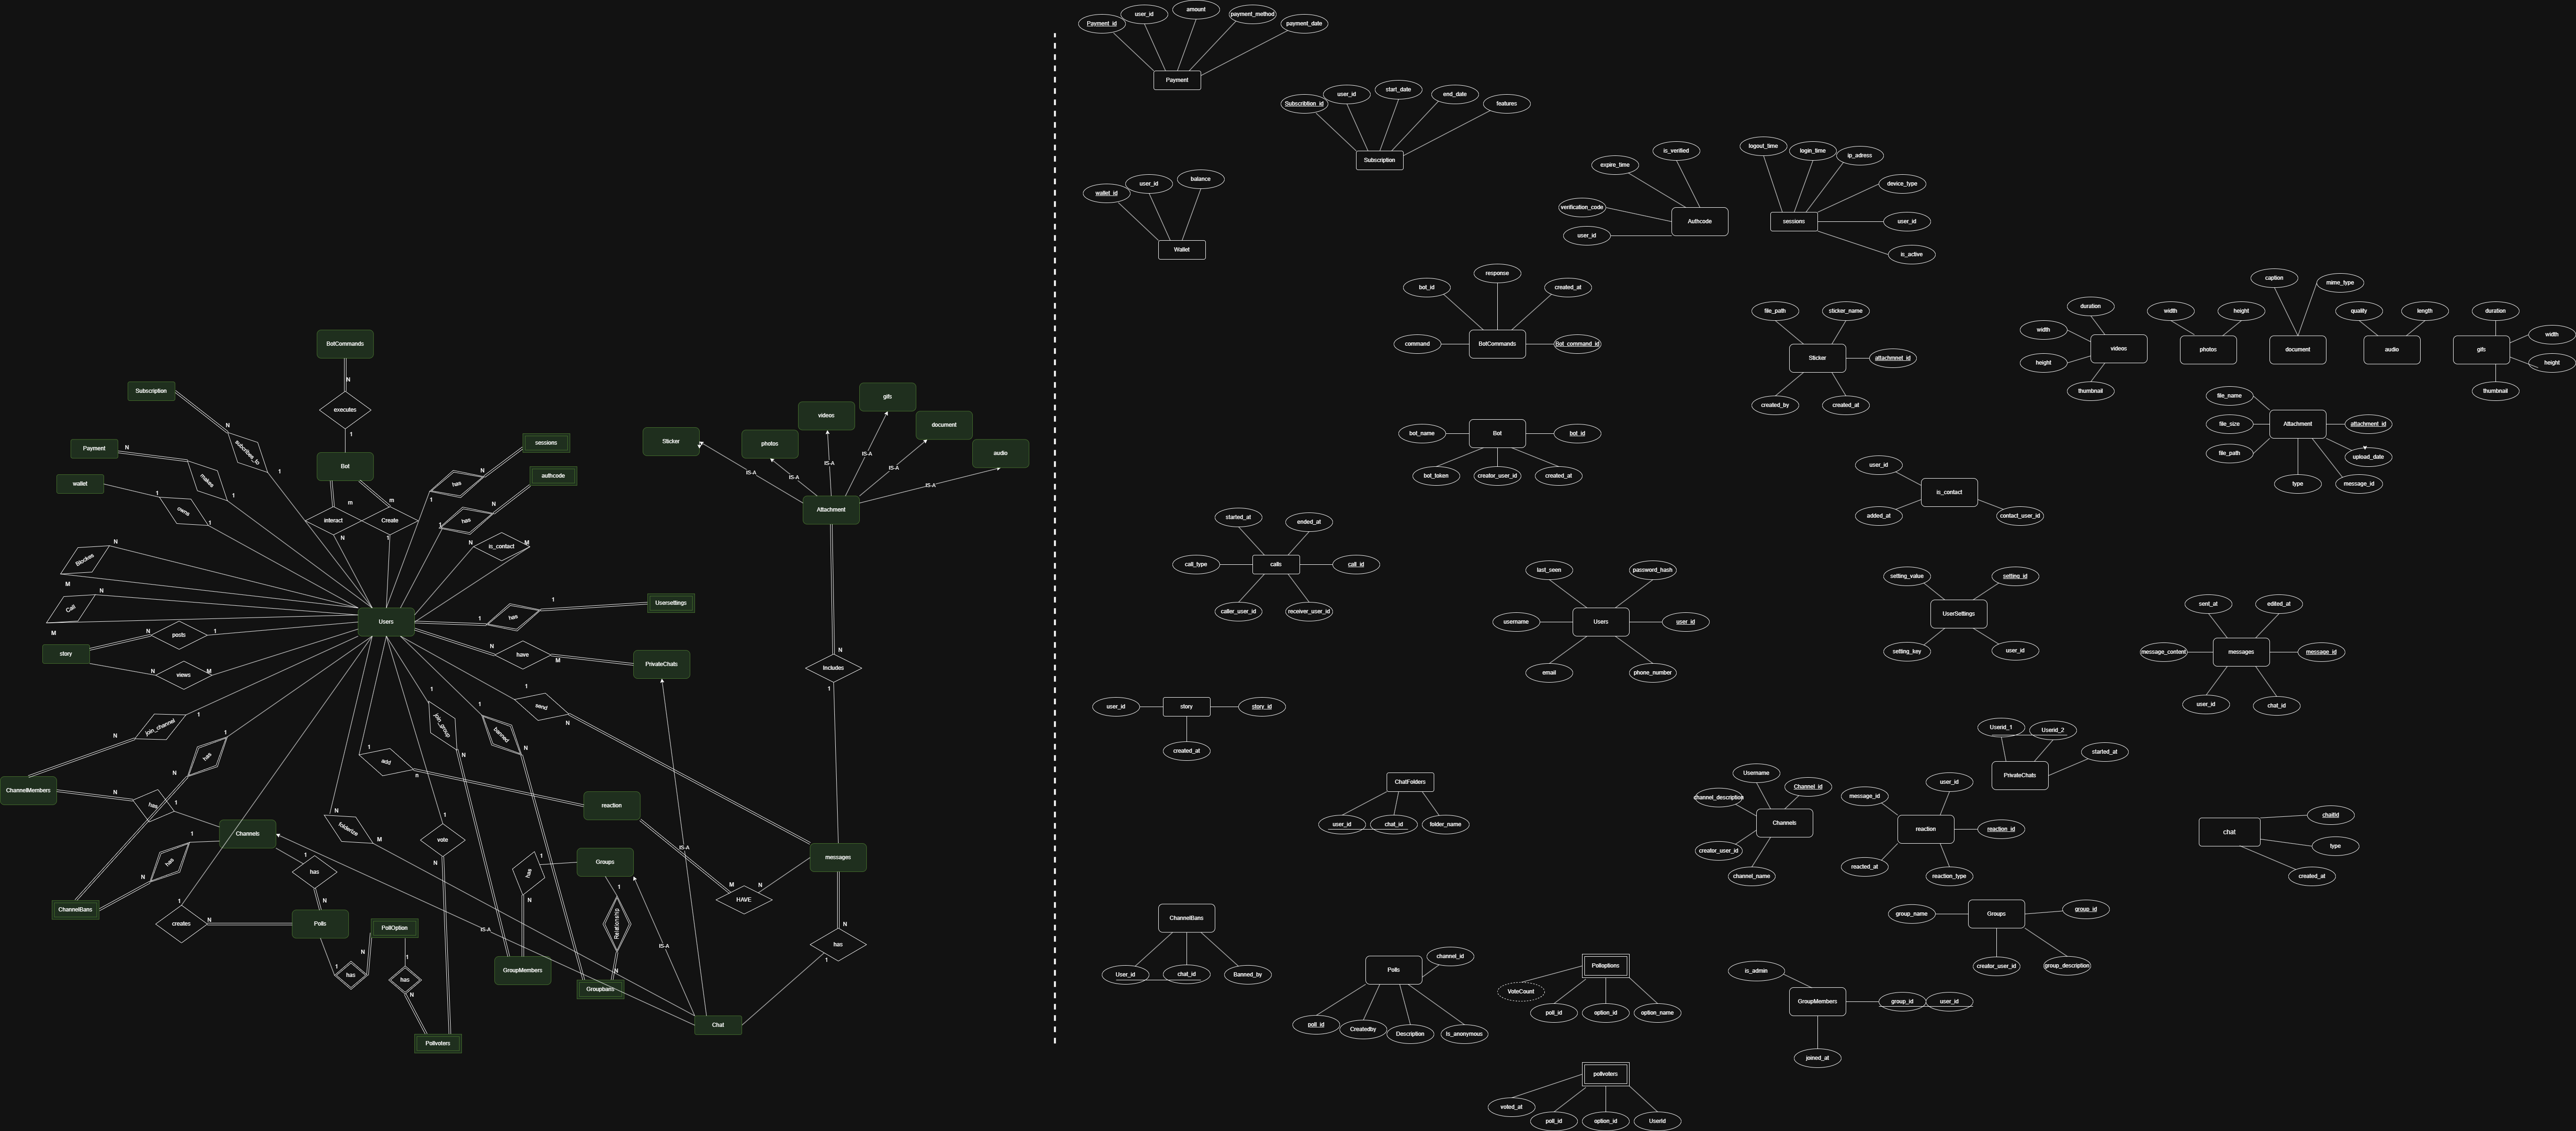 Payment_id
user_id
amount
payment_method
payment_date
Payment
Subscribtion_id
user_id
start_date
end_date
features
Subscription
wallet_id
user_id
balance
Wallet
expire_time
is_verified
verification_code
user_id
Authcode
logout_time
login_time
ip_adress
device_type
user_id
is_active
sessions
bot_id
response
created_at
command
BotCommands
Bot_command_id
file_path
sticker_name
Sticker
attachmnet_id
created_by
created_at
duration
width
height
videos
thumbnail
width
height
photos
caption
mime_type
document
quality
length
audio
duration
width
height
gifs
thumbnail
file_name
file_size
file_path
Attachment
attachment_id
upload_date
type
message_id
bot_name
Bot
bot_id
bot_token
creator_user_id
created_at
user_id
is_contact
added_at
contact_user_id
started_at
ended_at
call_type
calls
call_id
caller_user_id
receiver_user_id
last_seen
password_hash
username
Users
user_id
email
phone_number
setting_value
setting_id
UserSettings
setting_key
user_id
sent_at
edited_at
message_content
messages
message_id
user_id
chat_id
user_id
story
story_id
created_at
Userid_1
Userid_2
started_at
PrivateChats
ChatFolders
user_id
chat_id
folder_name
Username
Channel_id
channel_description
Channels
creator_user_id
channel_name
message_id
user_id
reaction
reaction_id
reacted_at
reaction_type
chat
chatId
type
created_at
ChannelBans
User_id
chat_id
Banned_by
group_name
Groups
group_id
creator_user_id
group_description
Polls
channel_id
poll_id
Createdby
Description
Is_anonymous
Polloptions
VoteCount
poll_id
option_id
option_name
is_admin
GroupMembers
group_id
user_id
joined_at
pollvoters
voted_at
poll_id
option_id
UserId
BotCommands
N
executes
1
Bot
Subscription
N
subscribes_to
1
Payment
N
makes
1
wallet
1
owns
1
m
interact
N
m
Create
1
sessions
N
has
1
authcode
N
has
1
N
is_contact
M
N
Blockes
M
N
Call
M
Users
1
has
1
Usersettings
story
N
posts
1
N
views
M
N
have
M
PrivateChats
Sticker
photos
videos
gifs
document
audio
IS-A
IS-A
IS-A
IS-A
IS-A
IS-A
Attachment
N
Includes
1
1
join_channel
N
ChannelMembers
1
has
N
N
has
1
Channels
1
has
N
ChannelBans
1
has
N
1
creates
N
Polls
PollOption
1
has
N
1
has
N
Pollvoters
N
folderize
M
1
vote
N
1
add
n
reaction
1
join_group
N
1
banned
N
1
send
N
messages
M
HAVE
N
Groups
1
has
N
GroupMembers
1
Relationship
N
Groupbans
IS-A
IS-A
IS-A
Chat
N
has
1